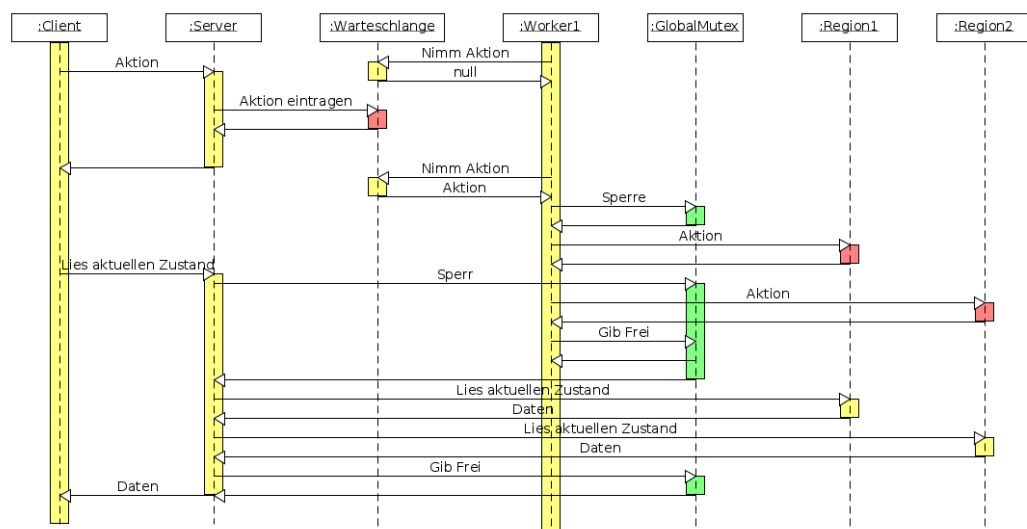 :Client
:Server
:Warteschlange
:Worker1
:GlobalMutex
:Region1
:Region2
Nimm Aktion
Aktion
null
Aktion eintragen
Nimm Aktion
Aktion
Sperre
Aktion
Lies aktuellen Zustand
Sperr
Aktion
Gib Frei
Lies aktuellen Zustand
Daten
Lies aktuellen Zustand
Daten
Gib Frei
Daten